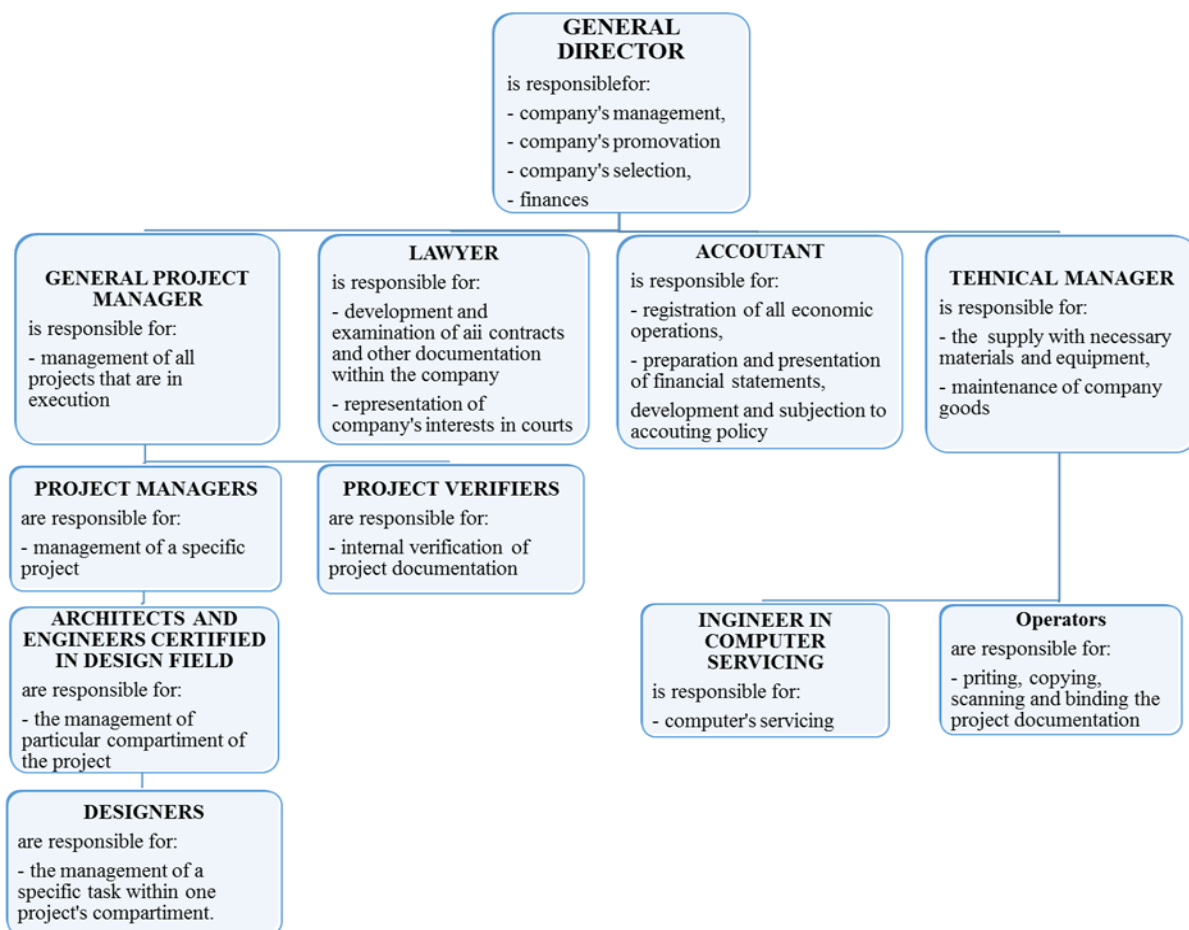 GENERAL
DIRECTOR
is responsiblefor:
- company's management,
- company's promovation
- company's selection,
- finances
GENERAL PROJECT
MANAGER
is responsible for:
- management of all
projects that are in
execution
LAWYER
is responsible for:
- development and
examination of aii contracts
and other documentation
within the company
- representation of
company's interests in courts
ACCOUTANT
is responsible for:
- registration of all economic
operations,
- preparation and presentation
of financial statements,
development and subjection to
accouting policy
TEHNICAL MANAGER
is responsible for:
- the  supply with necessary
materials and equipment,
- maintenance of company
goods
PROJECT MANAGERS
are responsible for:
- management of a specific
project
PROJECT VERIFIERS
are responsible for:
- internal verification of
project documentation
ARCHITECTS AND
ENGINEERS CERTIFIED
IN DESIGN FIELD
are responsible for:
- the management of
particular compartiment of
the project
INGINEER IN
COMPUTER
SERVICING
is responsible for:
- computer's servicing
Operators
are responsible for:
- priting, copying,
scanning and binding the
project documentation
DESIGNERS
are responsible for:
- the management of a
specific task within one
project's compartiment.